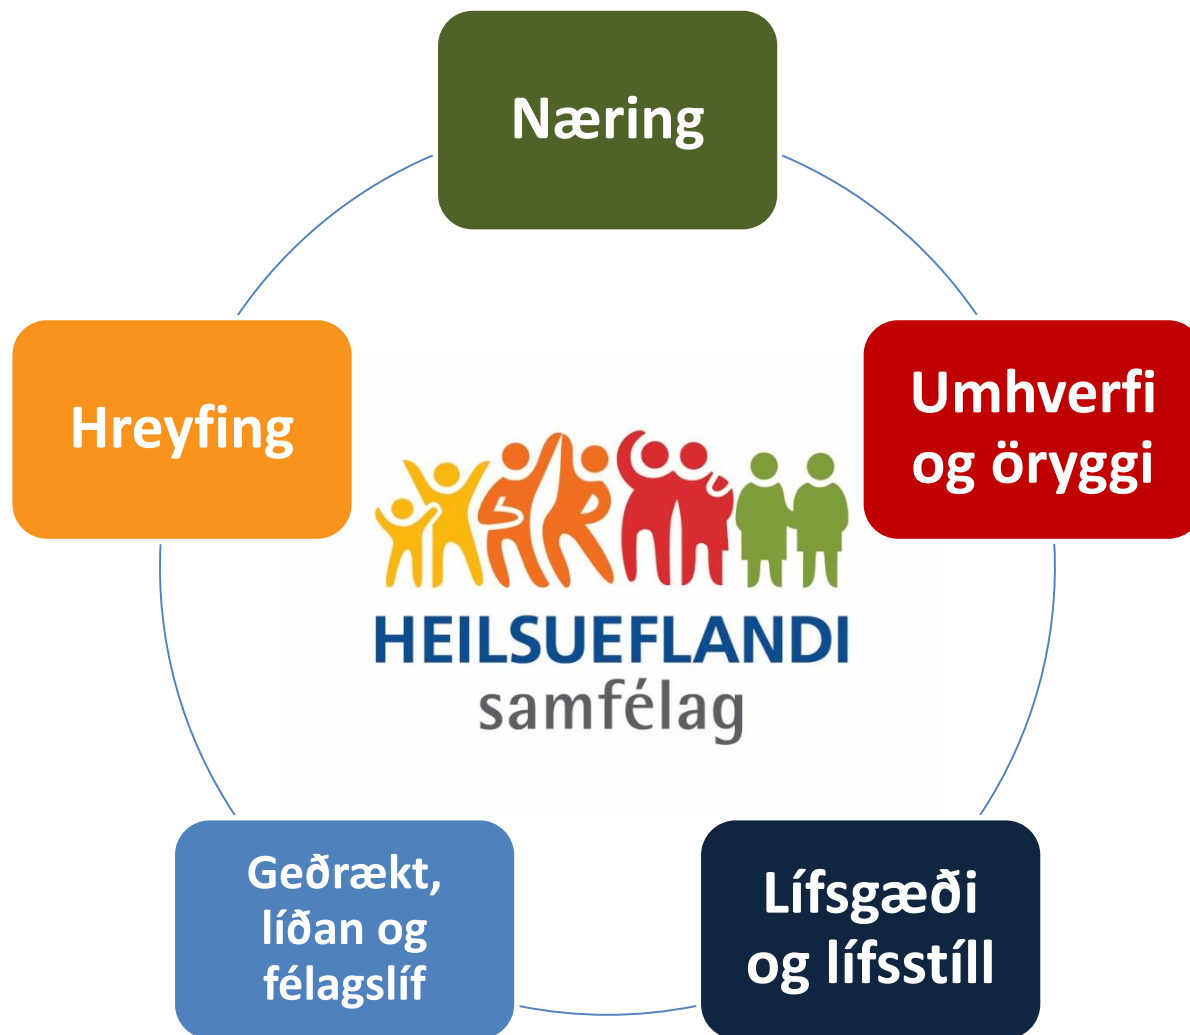 Næring
Umhverfi
og öryggi
Hreyfing
HEILSUEFLANDI
samfélag
Geðrækt,
líðan og
félagslíf
Lífsgæði
og lífsstíll